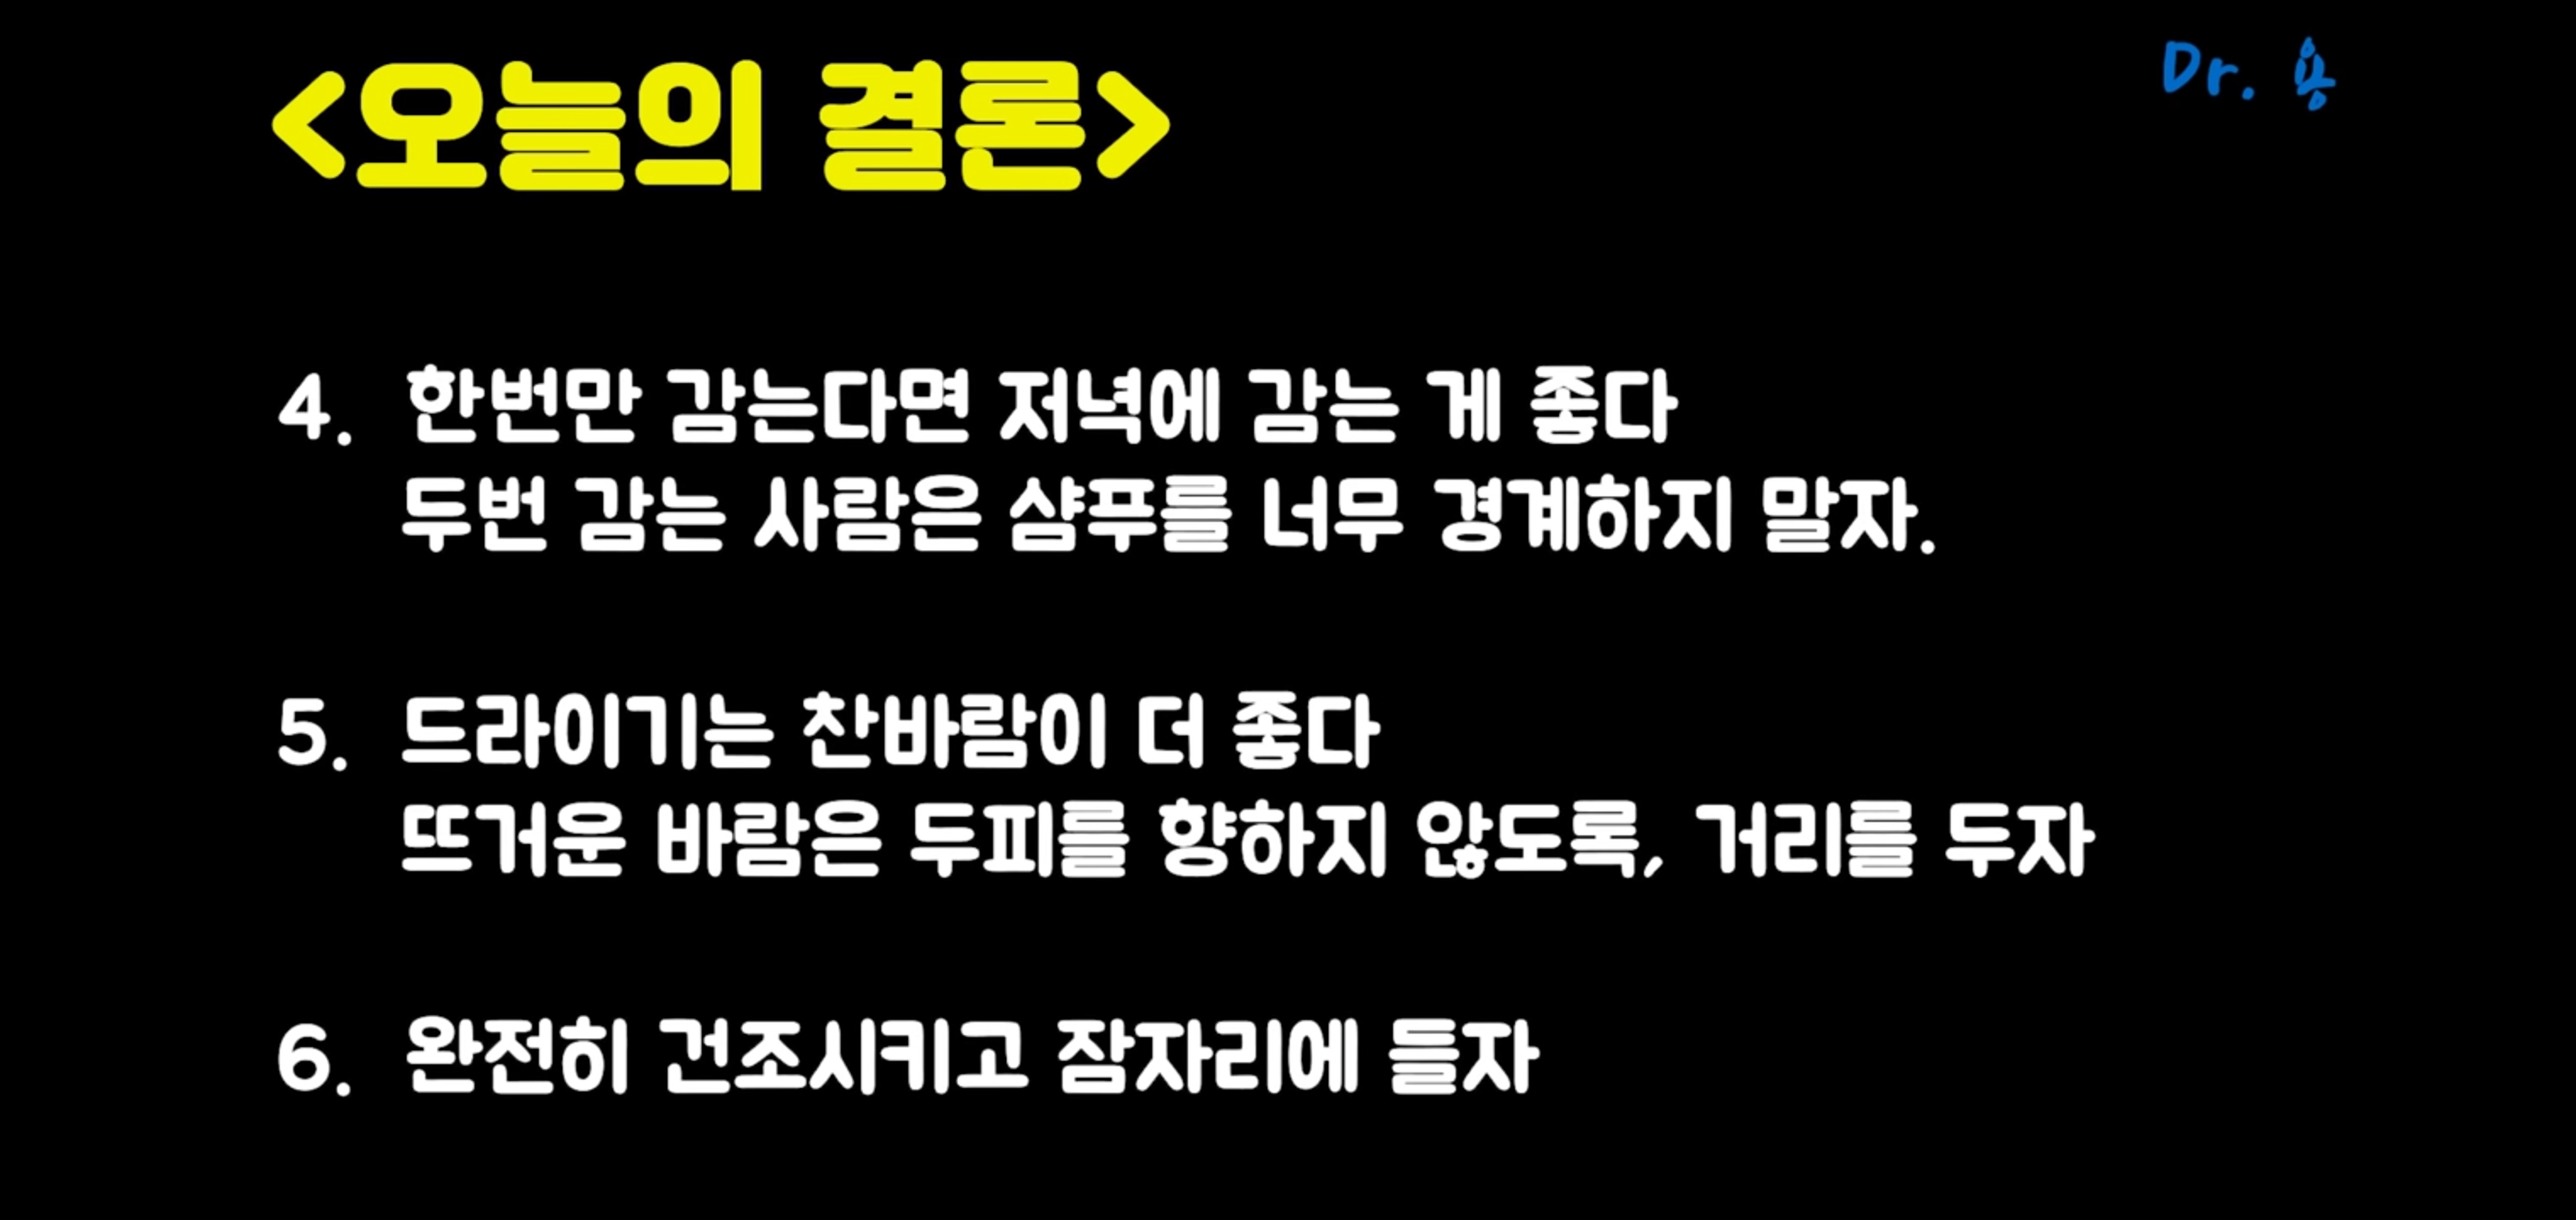 <오늘의 결론>
Dr. 용
4. 한번만 감는다면 저녁에 감는 게 좋다
두번 감는 사람은 샴푸를 너무 경계하지 말자.
5. 드라이기는 찬바람이 더 좋다
뜨거운 바람은 두피를 향하지 않도록, 거리를 두자
6. 완전히 건조시키고 잠자리에 들자